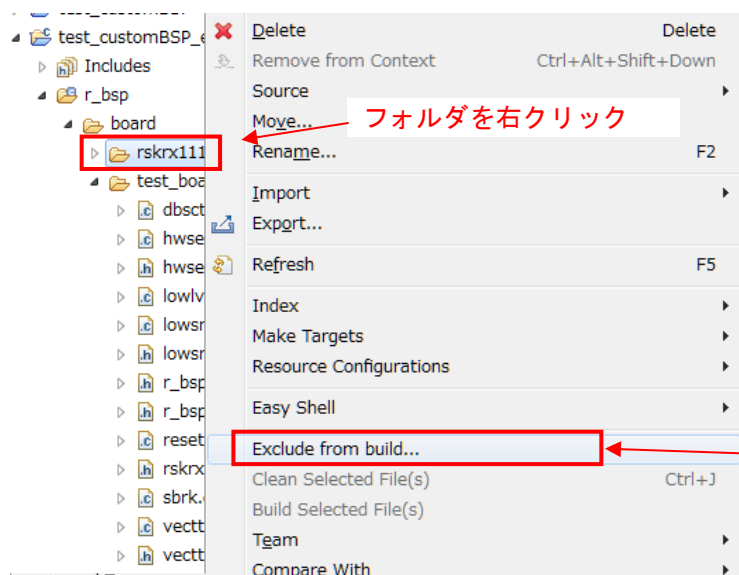 test_customBSP_e
Includes
r_bsp
board
rskrx111
test_boa
dbsct
hwse
hwse
lowlv
lowsr
lowsr
r_bsp
r_bsp
reset
rskrx
sbrk.
vectt
vectt
Delete Delete
Remove from Context Ctrl+Alt+Shift+Down
Source
Move...
フォルダを右クリック
Rename... F2
Import
Export...
Refresh F5
Index
Make Targets
Resource Configurations
Easy Shell
Exclude from build...
Clean Selected File(s) Ctrl+J
Build Selected File(s)
Team
Compare With